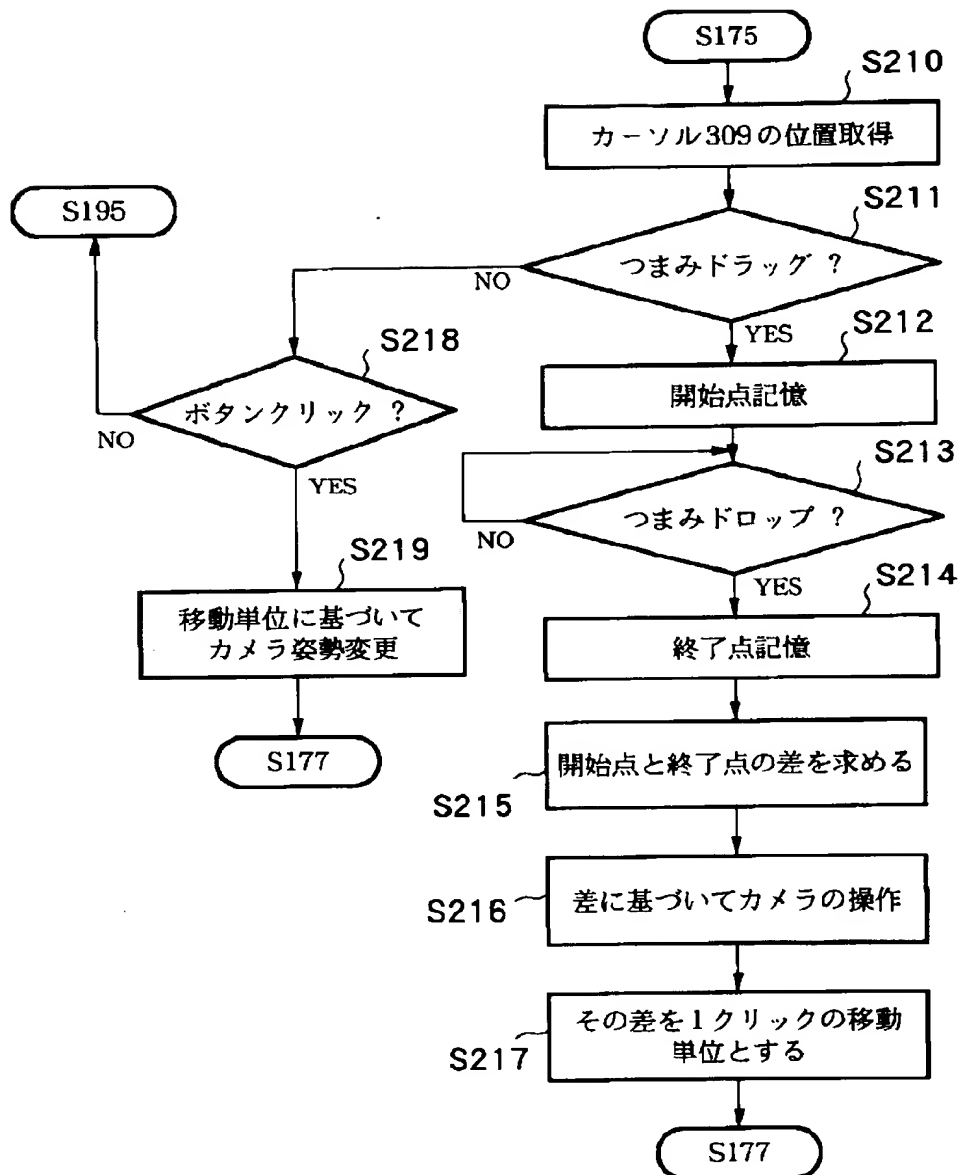 S175
S210
カーソル309の位置取得
S211
つまみドラッグ ?
NO
YES
S195
S218
ボタンクリック ?
NO
YES
S219
移動単位に基づいて
カメラ姿勢変更
S177
S212
開始点記憶
S213
つまみドロップ ?
NO
YES
S214
終了点記憶
開始点と終了点の差を求める
S215
差に基づいてカメラの操作
S216
その差を1クリックの移動
単位とする
S217
S177